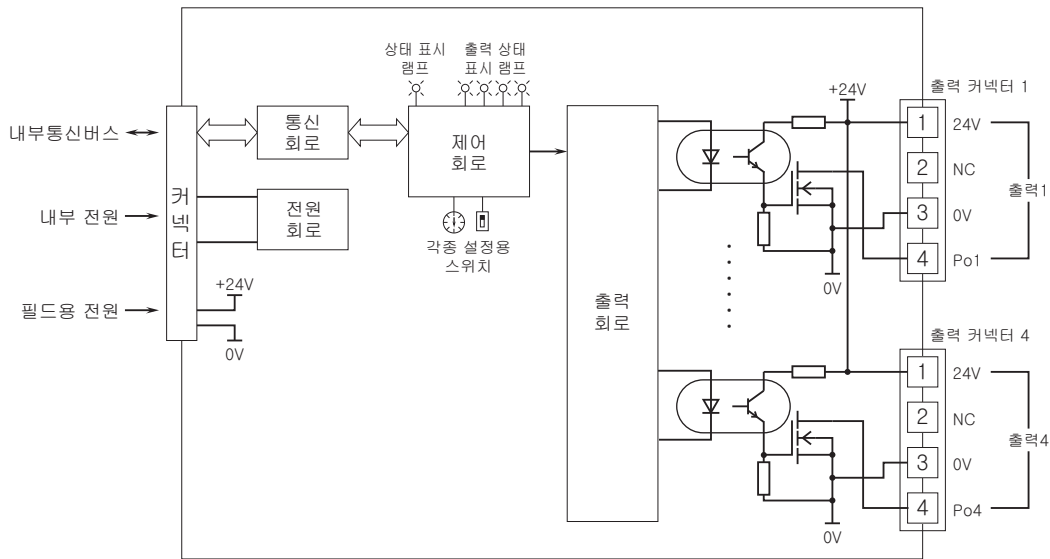 상태 표시
램프
출력 상태
표시 램프
내부통신버스
통신
회로
제어
회로
커넥터
내부 전원
전원
회로
각종 설정용
스위치
필드용 전원
+24V
0V
출력
회로
+24V
출력 커넥터 1
1 24V
2 NC
3 0V
4 Po1
출력1
0V
출력 커넥터 4
1 24V
2 NC
3 0V
4 Po4
출력4
0V